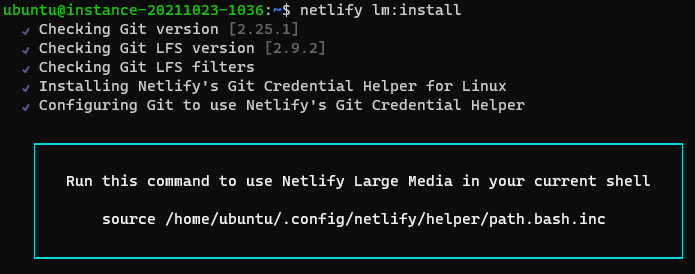 ubuntu@instance-20211023-1036:~$ netlify lm:install
✓ Checking Git version [2.25.1]
✓ Checking Git LFS version [2.9.2]
✓ Checking Git LFS filters
✓ Installing Netlify's Git Credential Helper for Linux
✓ Configuring Git to use Netlify's Git Credential Helper
Run this command to use Netlify Large Media in your current shell
source /home/ubuntu/.config/netlify/helper/path.bash.inc